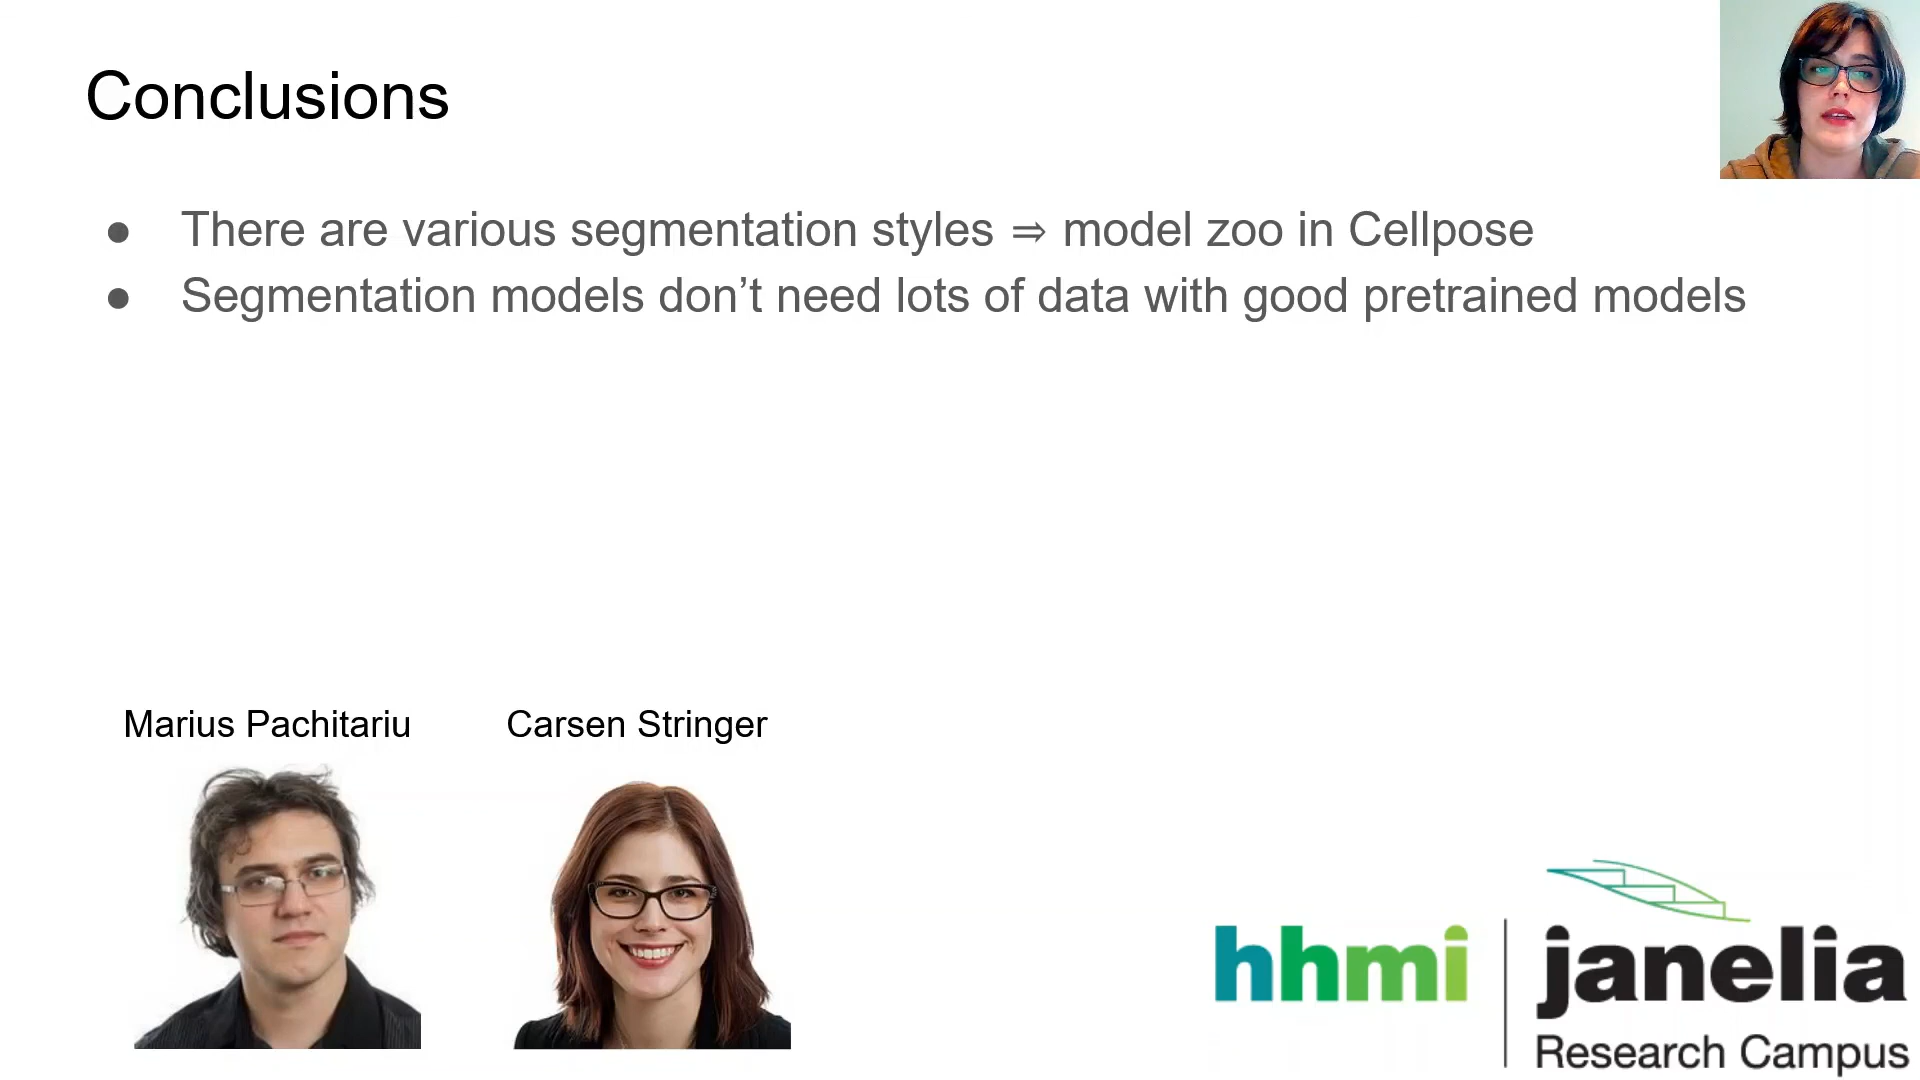 Conclusions
● There are various segmentation styles ⇒ model zoo in Cellpose
● Segmentation models don’t need lots of data with good pretrained models
Marius Pachitariu
Carsen Stringer
hhmi
janelia
Research Campus